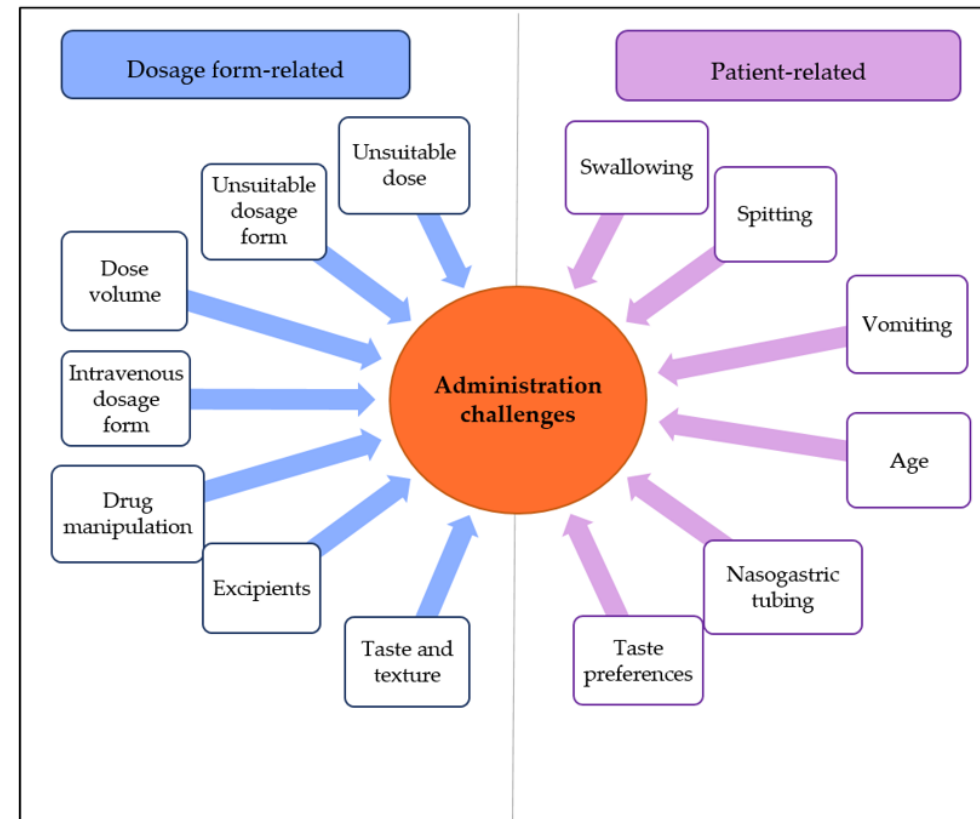 Dosage form-related
Patient-related
Unsuitable
dose
Unsuitable
dosage
form
Dose
volume
Intravenous
dosage
form
Drug
manipulation
Excipients
Taste and
texture
Administration
challenges
Swallowing
Spitting
Vomiting
Age
Nasogastric
tubing
Taste
preferences